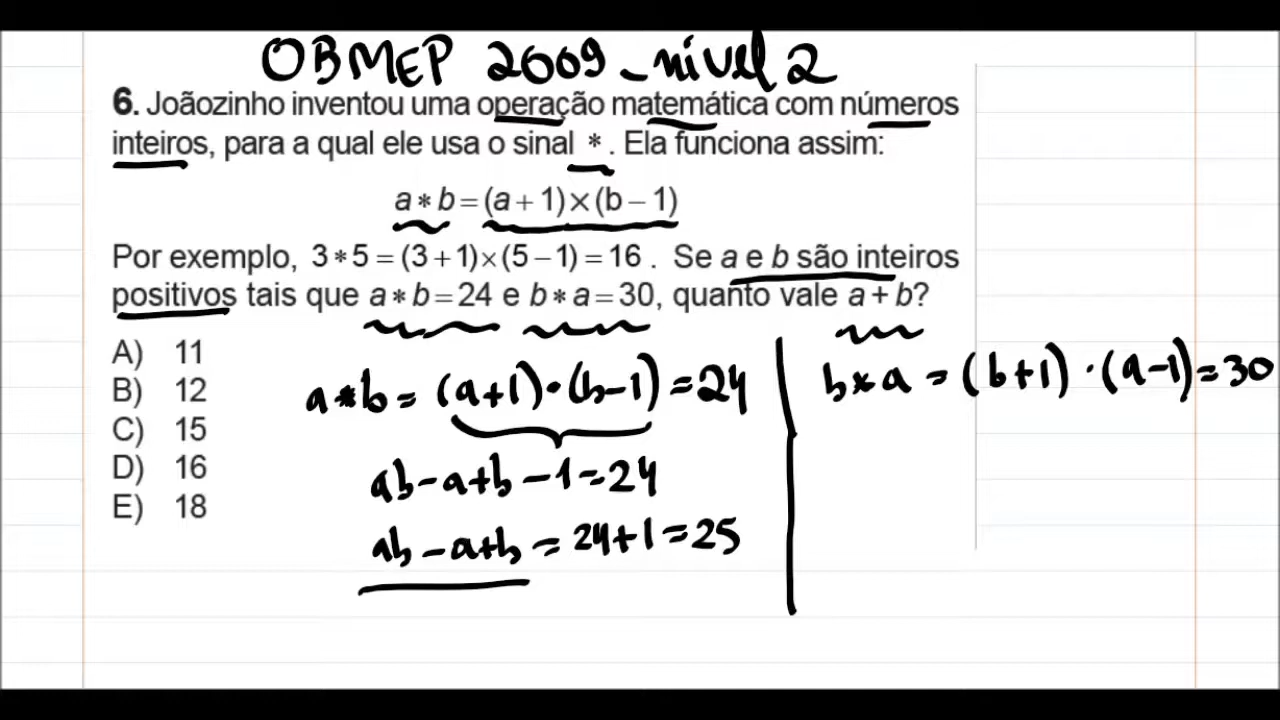 OBMEP 2009 - nível 2
6. Joãozinho inventou uma operação matemática com números
inteiros, para a qual ele usa o sinal *. Ela funciona assim:
a * b = (a + 1) × (b − 1)
Por exemplo, 3 * 5 = (3 + 1) × (5 − 1) = 16. Se a e b são inteiros
positivos tais que a * b = 24 e b * a = 30, quanto vale a + b?
A) 11
B) 12
C) 15
D) 16
E) 18
a * b = (a+1)·(b−1) = 24
ab − a + b − 1 = 24
ab − a + b = 24 + 1 = 25
b * a = (b+1)·(a−1) = 30